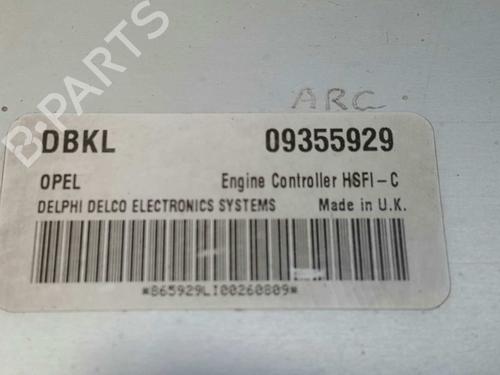 ARC
DBKL 09355929
OPEL Engine Controller HSFI-C
DELPHI DELCO ELECTRONICS SYSTEMS Made in U.K.
*865929LI00260809*
B-PARTS